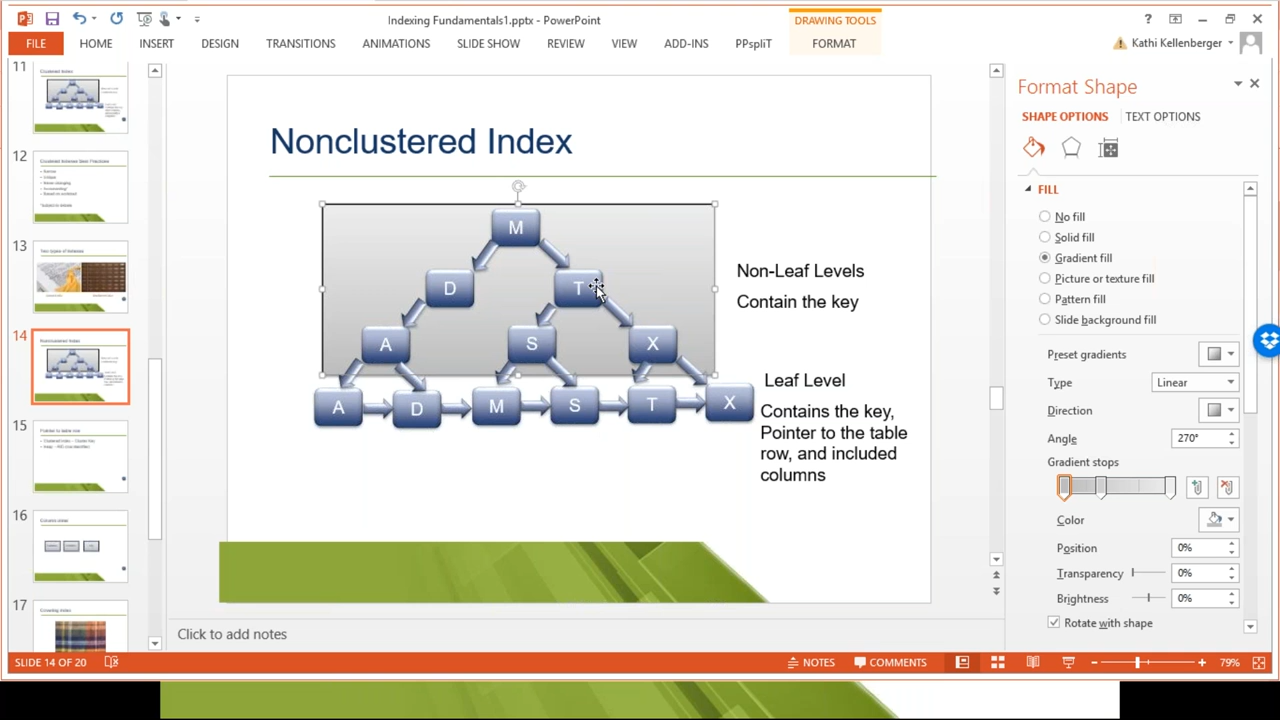 Indexing Fundamentals1.pptx - PowerPoint
DRAWING TOOLS
?
FILE HOME INSERT DESIGN TRANSITIONS ANIMATIONS SLIDE SHOW REVIEW VIEW ADD-INS PPspliT FORMAT
Kathi Kellenberger
11
12
13
14
15
16
17
Nonclustered Index
M
D T
A S X
A D M S T X
Non-Leaf Levels
Contain the key
Leaf Level
Contains the key,
Pointer to the table
row, and included
columns
Click to add notes
Format Shape
SHAPE OPTIONS TEXT OPTIONS
FILL
No fill
Solid fill
Gradient fill
Picture or texture fill
Pattern fill
Slide background fill
Preset gradients
Type Linear
Direction
Angle 270°
Gradient stops
Color
Position 0%
Transparency 0%
Brightness 0%
Rotate with shape
SLIDE 14 OF 20
NOTES COMMENTS 79%